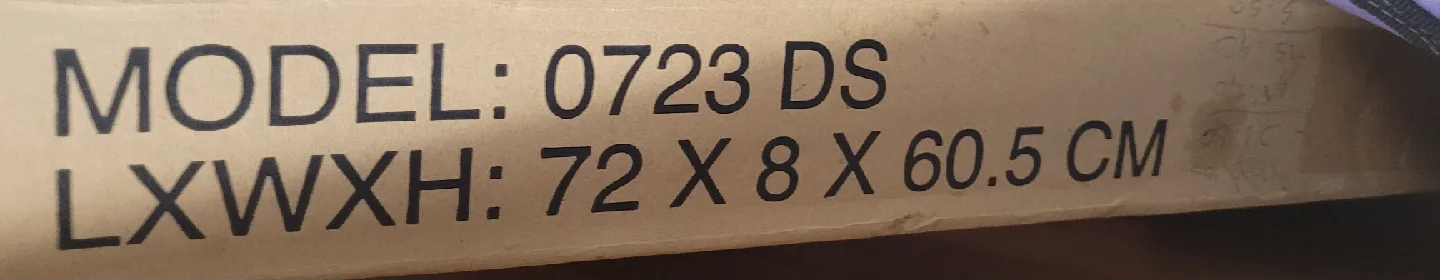 MODEL: 0723 DS
LXWXH: 72 X 8 X 60.5 CM